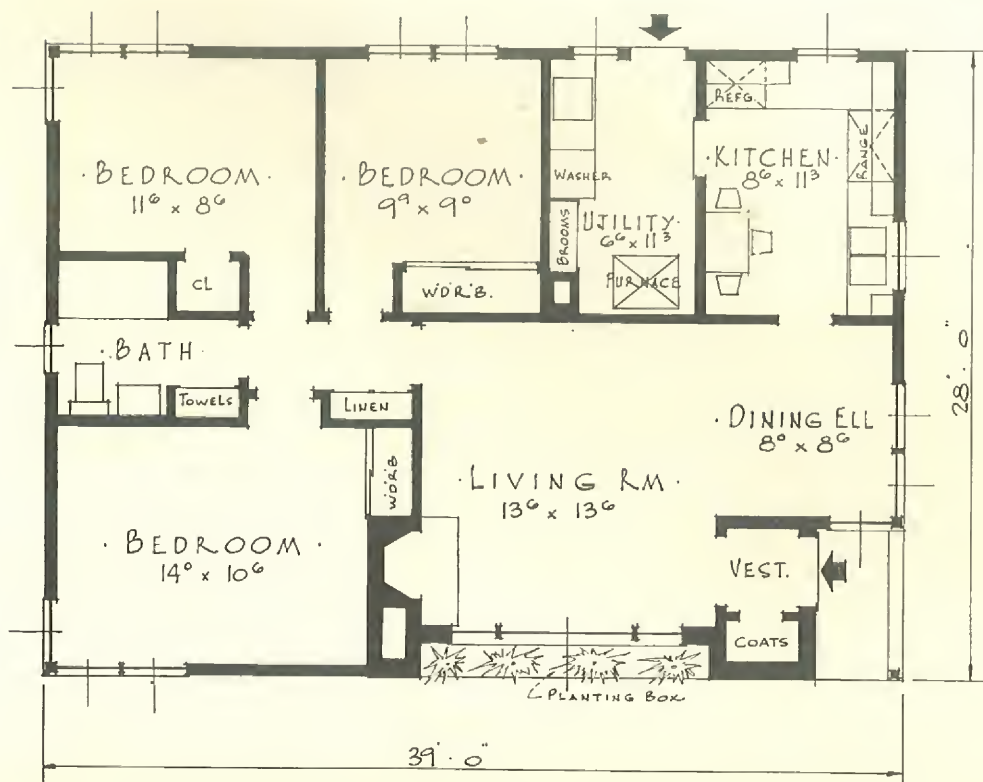 · BEDROOM ·
11⁶ x 8⁶
· BEDROOM ·
9⁹ x 9⁰
WASHER
BROOMS
UTILITY ·
6⁶ x 11³
FURNACE
REFG.
· KITCHEN ·
8⁶ x 11³
RANGE
CL
WD'R'B.
· BATH ·
TOWELS
LINEN
WD'R'B
DINING ELL
8⁰ x 8⁶
· LIVING RM ·
13⁶ x 13⁶
· BEDROOM ·
14⁰ x 10⁶
VEST.
COATS
PLANTING BOX
28'. 0"
39'. 0"